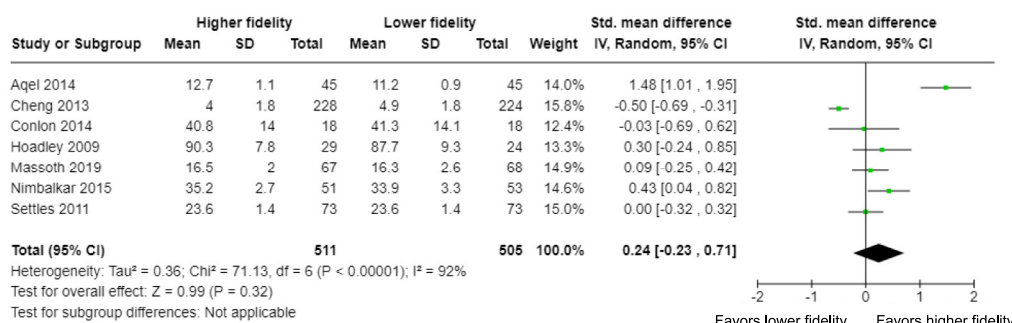 Higher fidelity Lower fidelity Std. mean difference Std. mean difference
Study or Subgroup Mean SD Total Mean SD Total Weight IV, Random, 95% CI IV, Random, 95% CI
Aqel 2014 12.7 1.1 45 11.2 0.9 45 14.0% 1.48 [1.01 , 1.95]
Cheng 2013 4 1.8 228 4.9 1.8 224 15.8% -0.50 [-0.69 , -0.31]
Conlon 2014 40.8 14 18 41.3 14.1 18 12.4% -0.03 [-0.69 , 0.62]
Hoadley 2009 90.3 7.8 29 87.7 9.3 24 13.3% 0.30 [-0.24 , 0.85]
Massoth 2019 16.5 2 67 16.3 2.6 68 14.9% 0.09 [-0.25 , 0.42]
Nimbalkar 2015 35.2 2.7 51 33.9 3.3 53 14.6% 0.43 [0.04 , 0.82]
Settles 2011 23.6 1.4 73 23.6 1.4 73 15.0% 0.00 [-0.32 , 0.32]
Total (95% CI) 511 505 100.0% 0.24 [-0.23 , 0.71]
Heterogeneity: Tau² = 0.36; Chi² = 71.13, df = 6 (P < 0.00001); I² = 92%
Test for overall effect: Z = 0.99 (P = 0.32)
-2 -1 0 1 2
Test for subgroup differences: Not applicable
Favors lower fidelity Favors higher fidelity